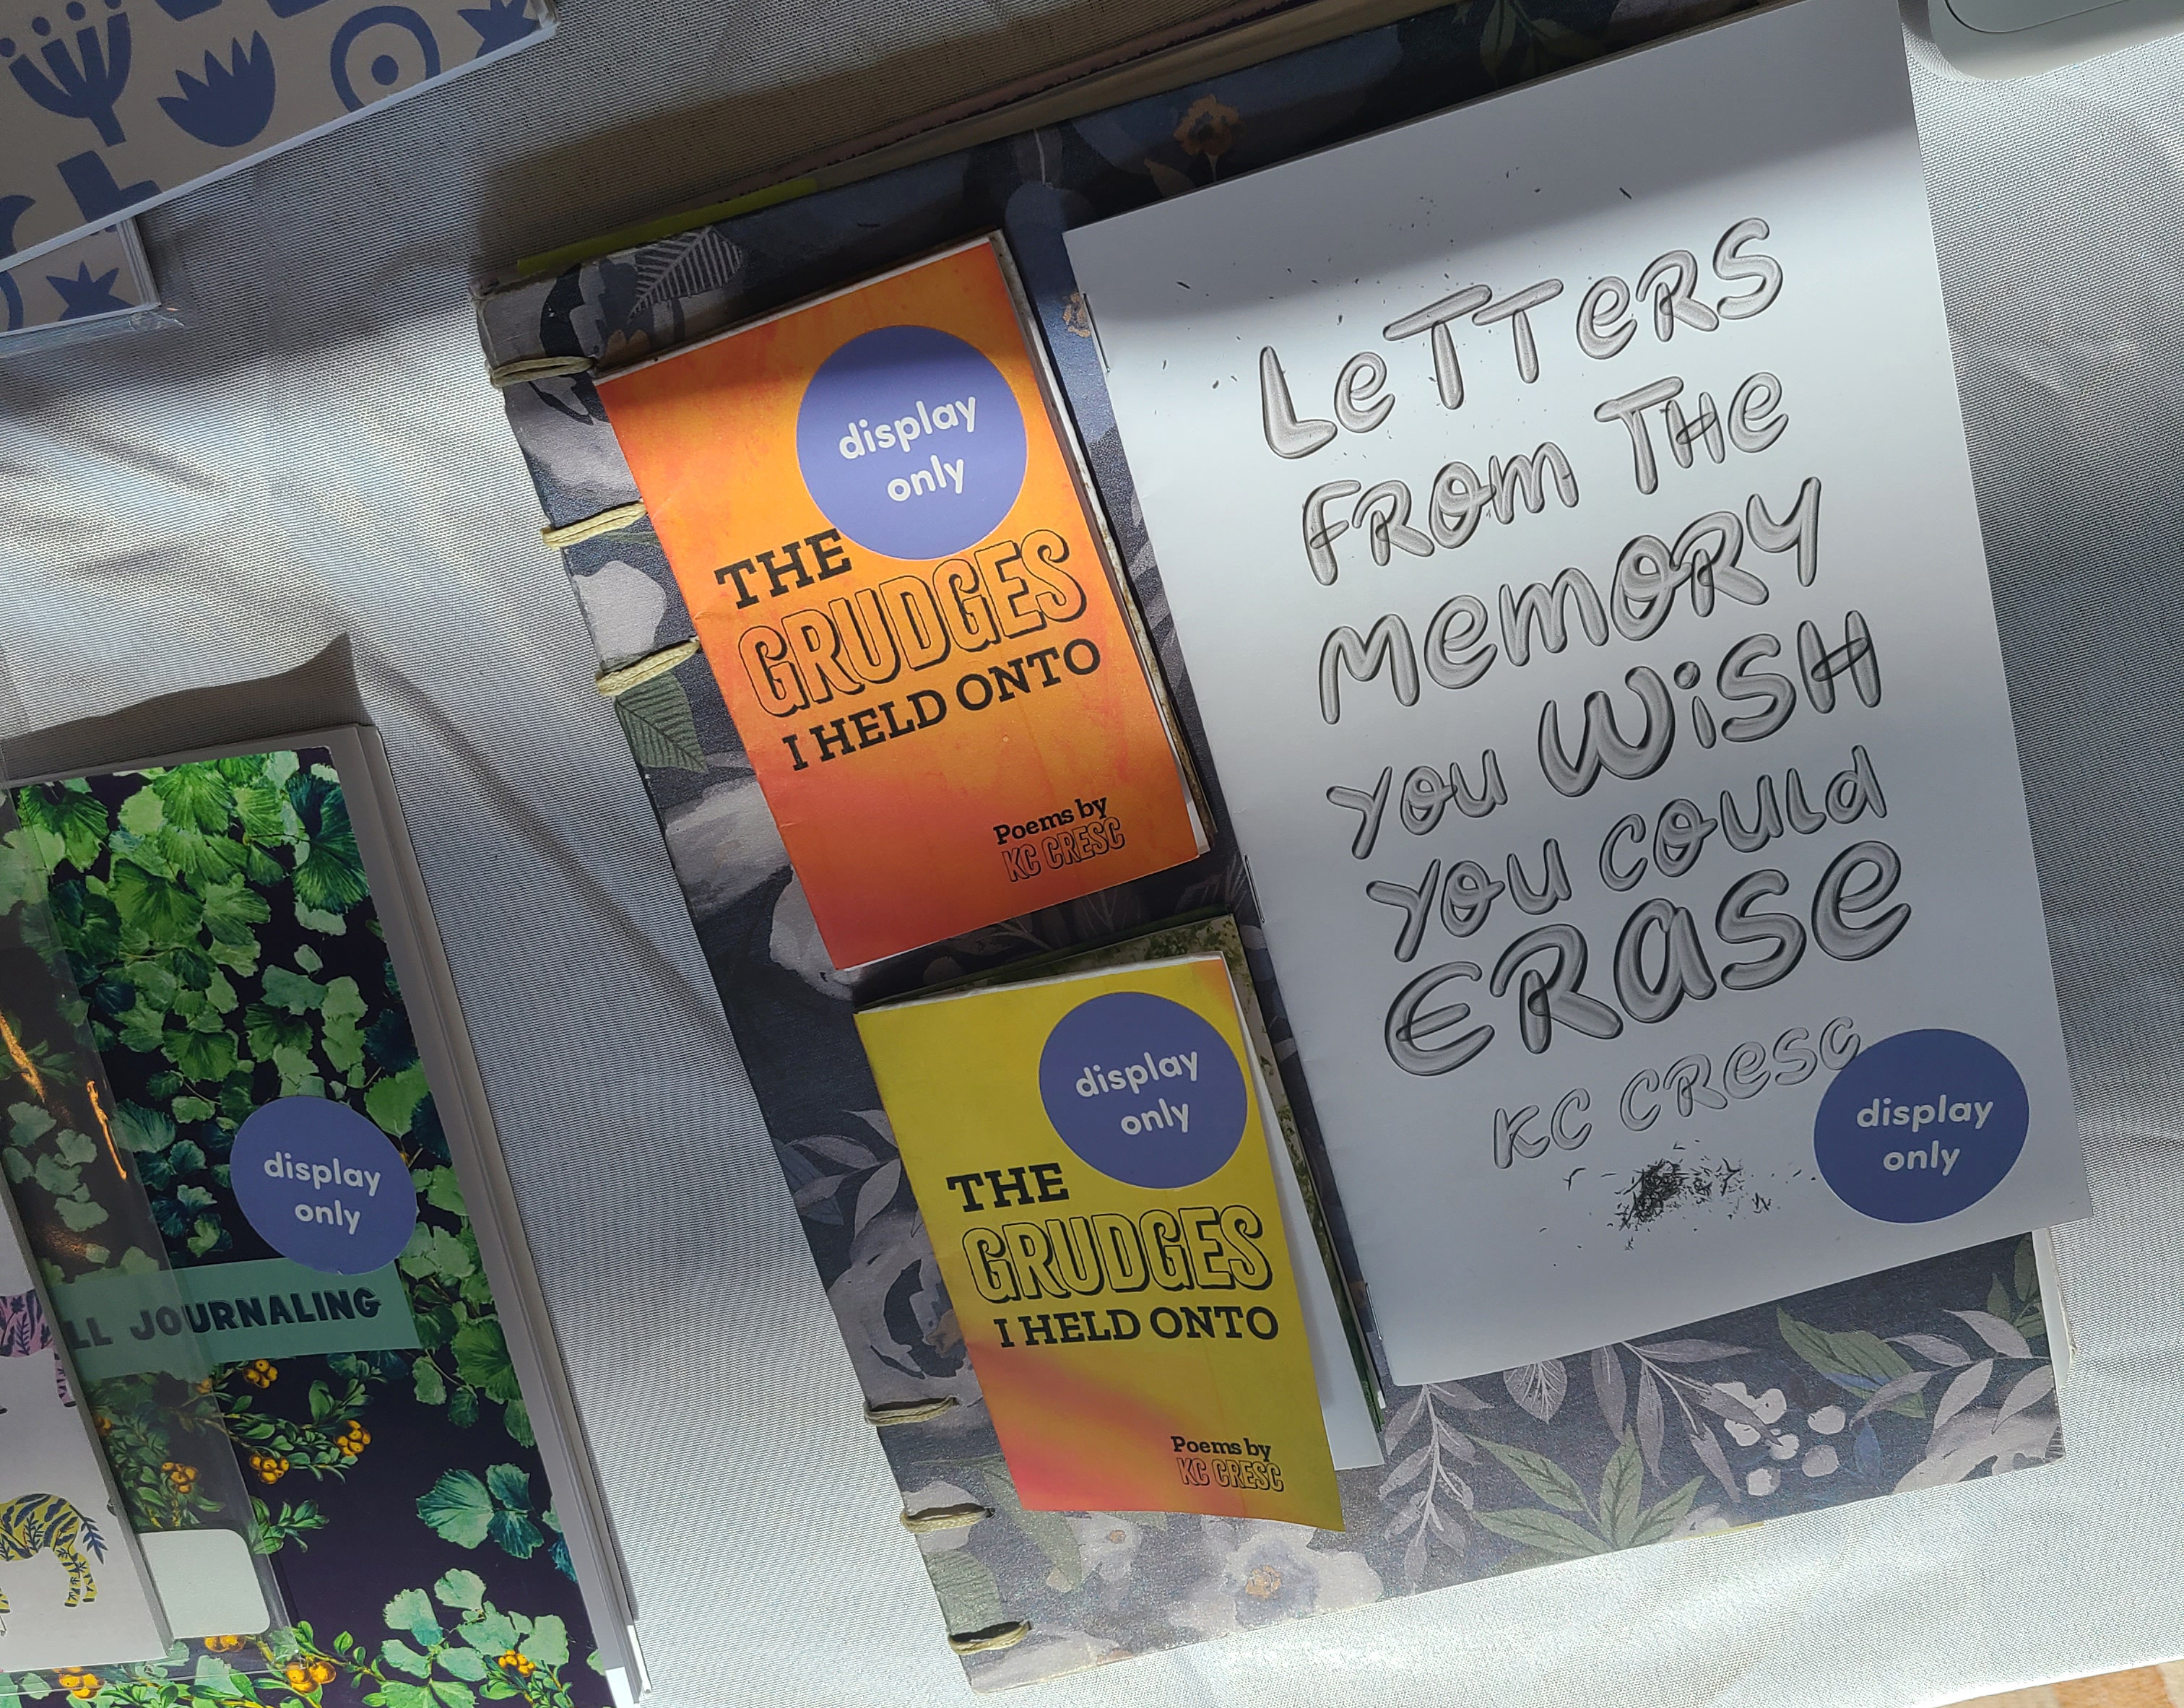 display
only
THE
GRUDGES
I HELD ONTO
Poems by
KC CRESC
display
only
THE
GRUDGES
I HELD ONTO
Poems by
KC CRESC
LeTTeRS
FROm THe
memORY
you WiSH
you could
eRase
KC CResc
display
only
display
only
JOURNALING